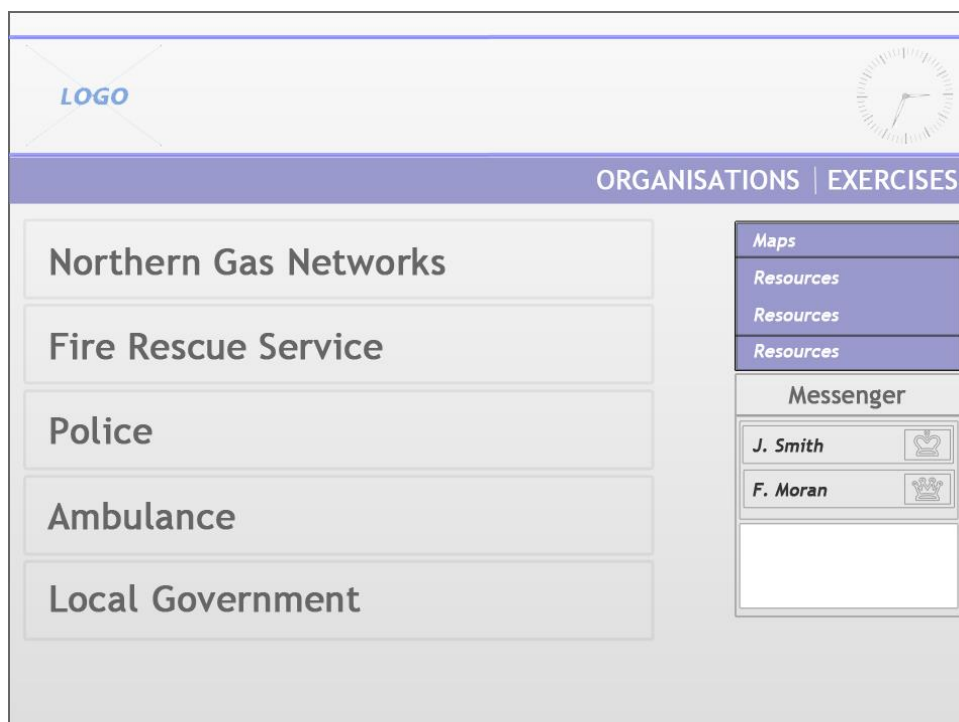 LOGO
ORGANISATIONS | EXERCISES
Northern Gas Networks
Fire Rescue Service
Police
Ambulance
Local Government
Maps
Resources
Resources
Resources
Messenger
J. Smith
F. Moran